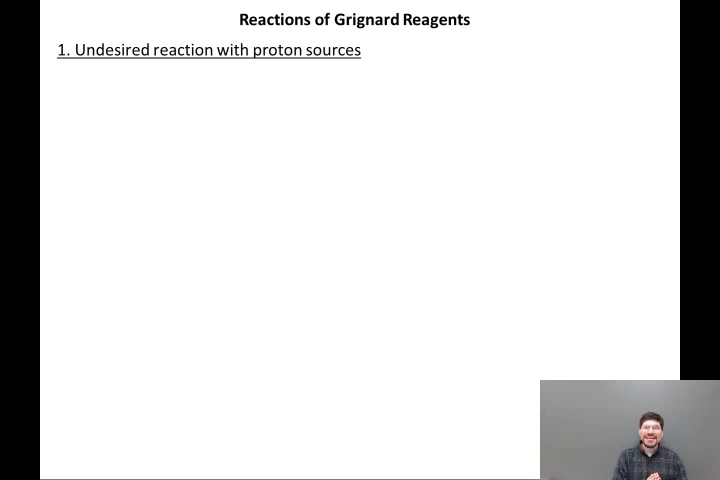 Reactions of Grignard Reagents
1. Undesired reaction with proton sources